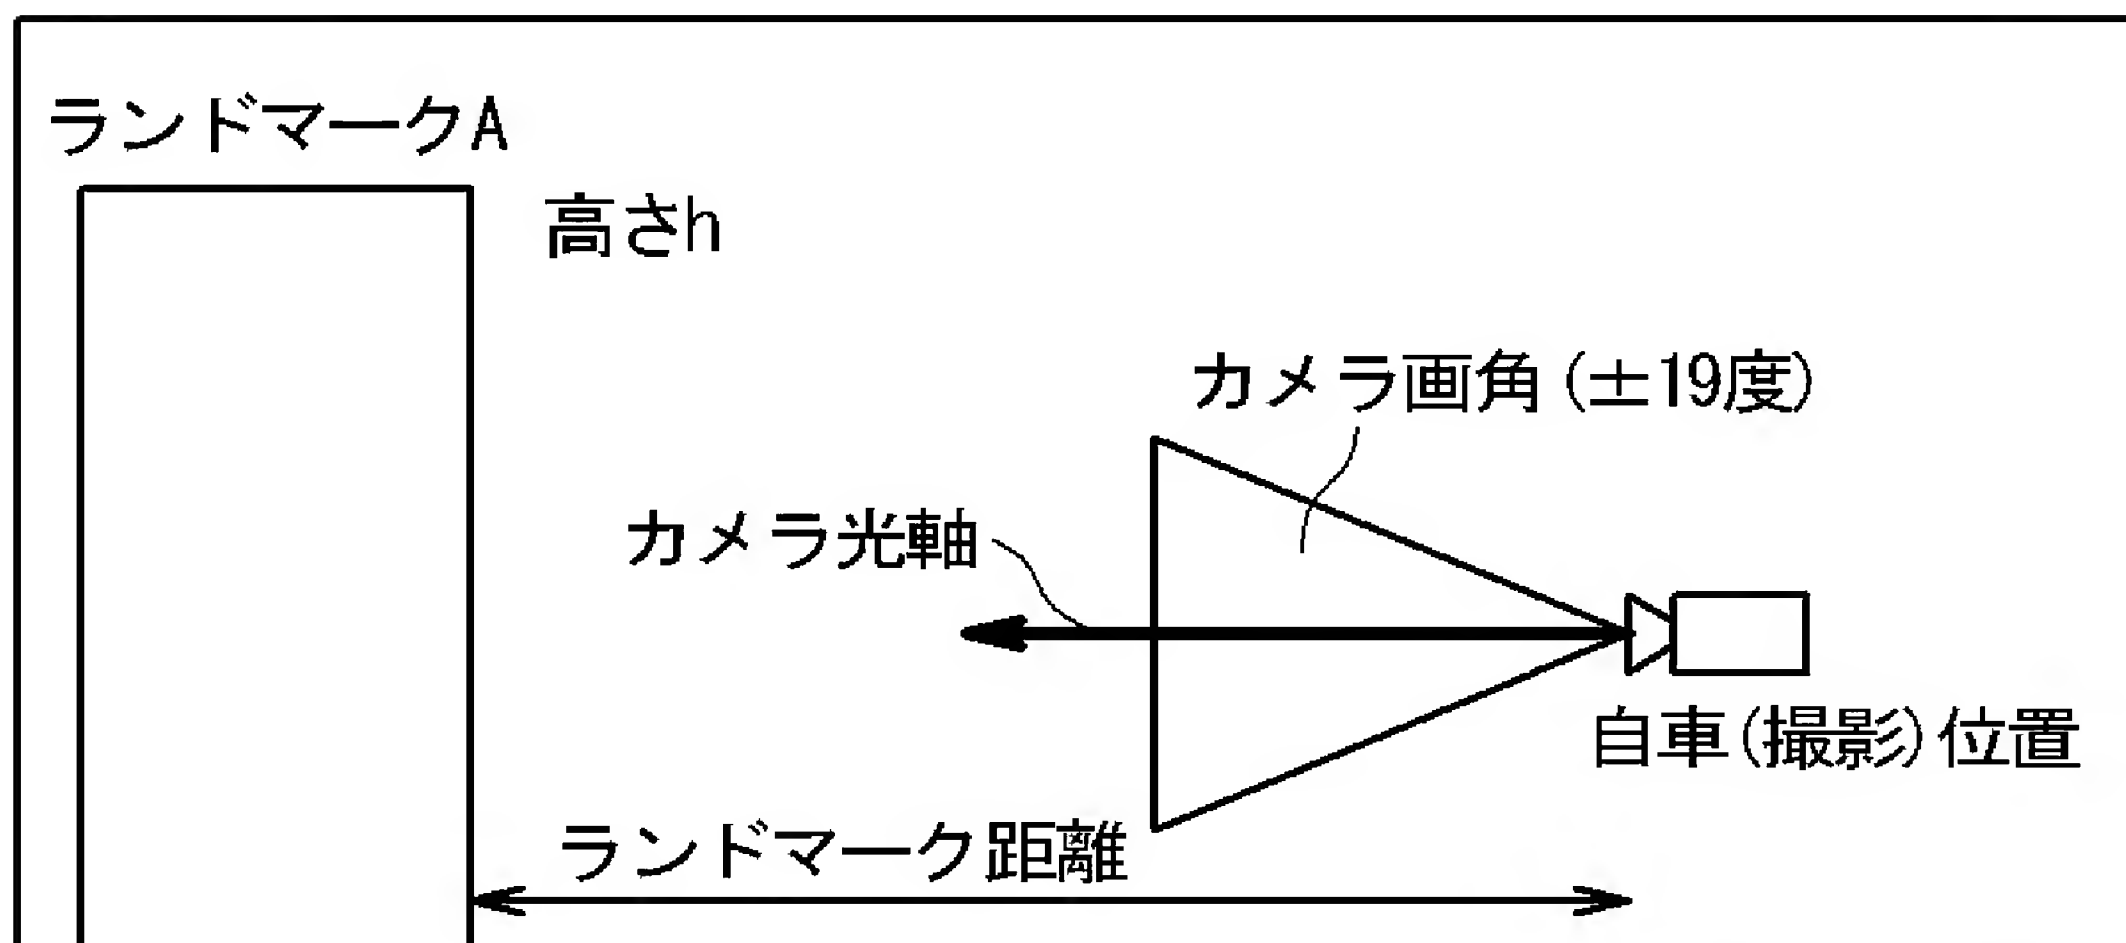 ランドマークA
高さh
カメラ画角(±19度)
カメラ光軸
自車(撮影)位置
ランドマーク距離